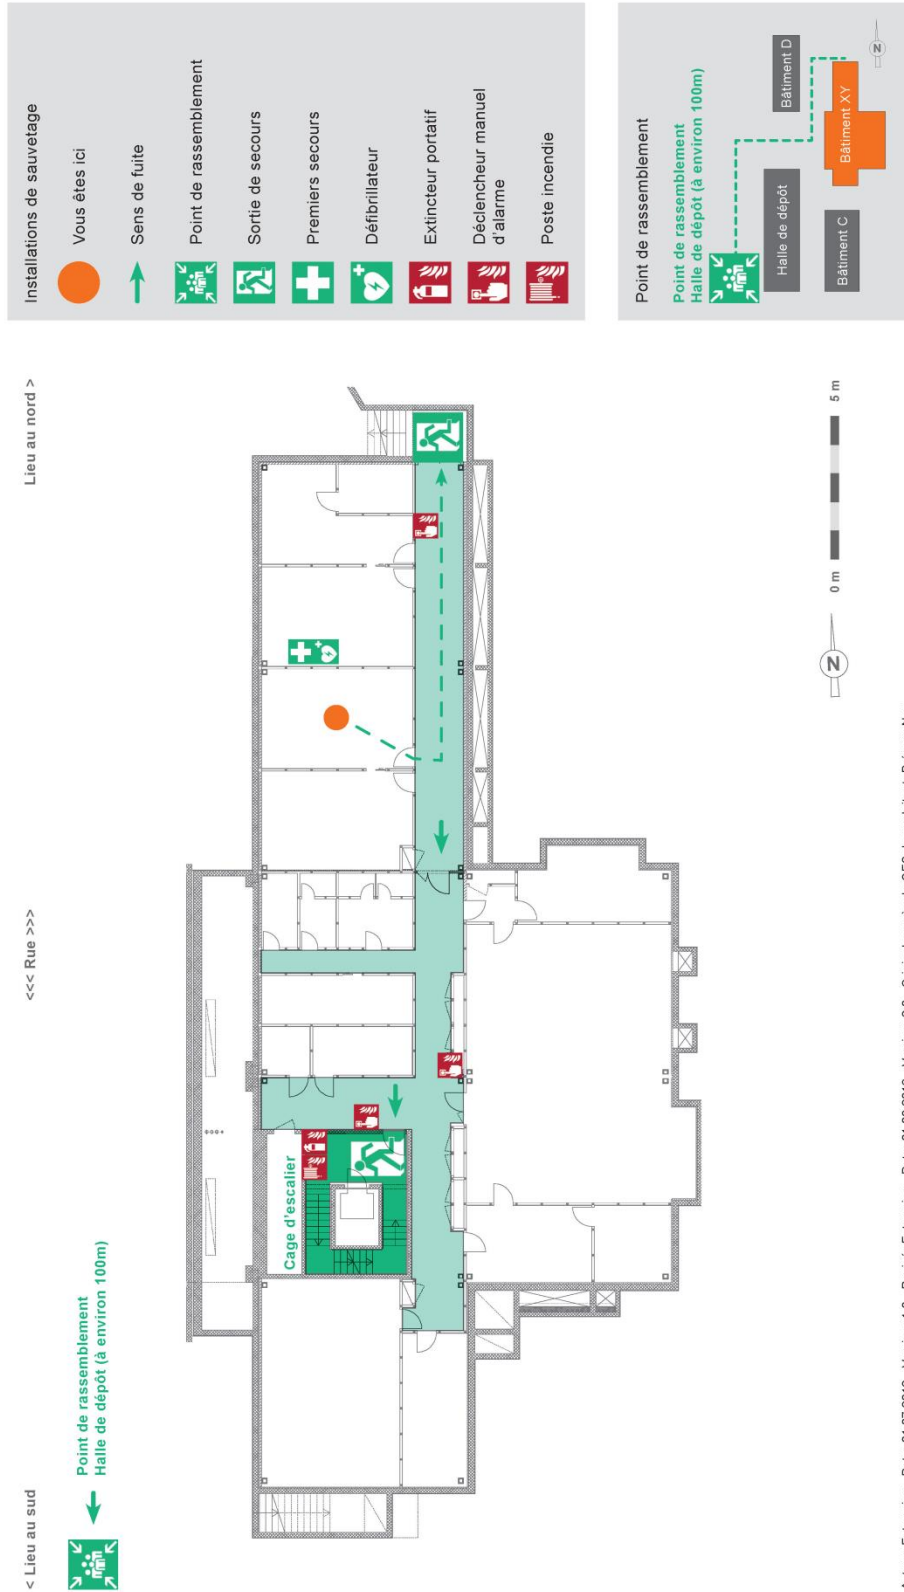 < Lieu au sud
<<< Rue >>>
Lieu au nord >
Point de rassemblement
Halle de dépôt (à environ 100m)
Cage d'escalier
N
0 m
5 m
Installations de sauvetage
Vous êtes ici
Sens de fuite
Point de rassemblement
Sortie de secours
Premiers secours
Défibrillateur
Extincteur portatif
Déclencheur manuel
d'alarme
Poste incendie
Point de rassemblement
Point de rassemblement
Halle de dépôt (à environ 100m)
Halle de dépôt
Bâtiment D
Bâtiment C
Bâtiment XY
N